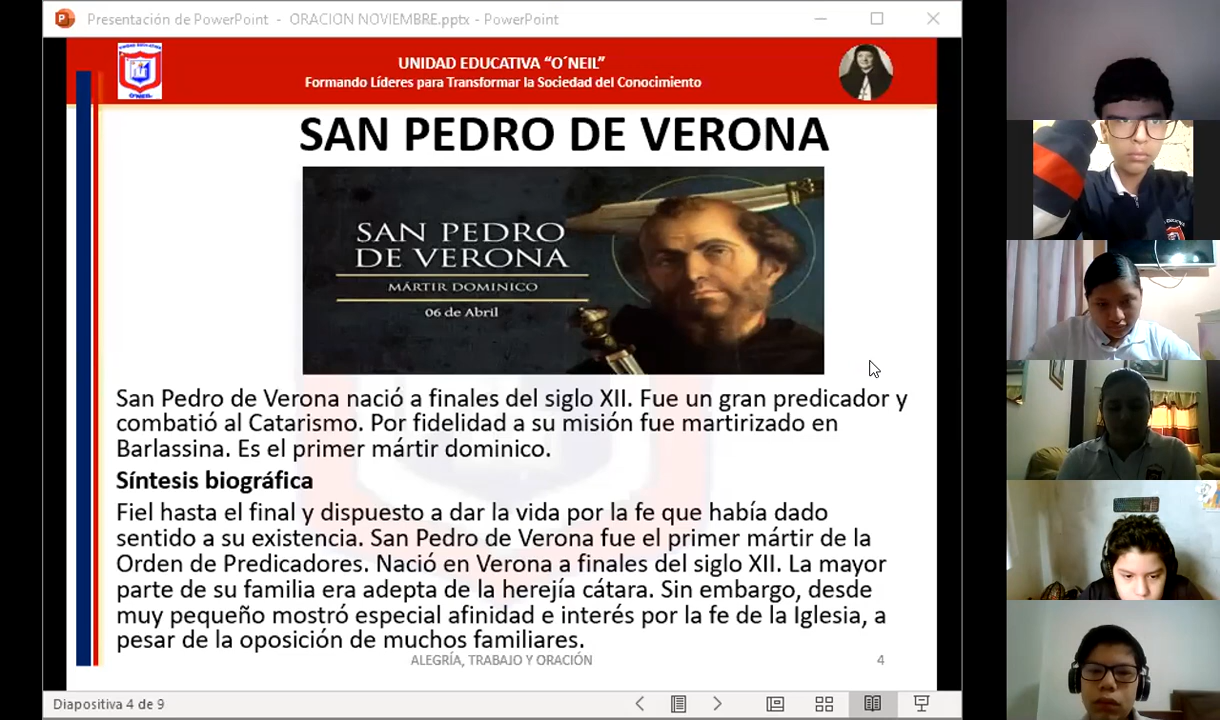 Presentación de PowerPoint - ORACION NOVIEMBRE.pptx - PowerPoint
UNIDAD EDUCATIVA “O´NEIL”
Formando Líderes para Transformar la Sociedad del Conocimiento
O'NEIL
SAN PEDRO DE VERONA
SAN PEDRO
DE VERONA
MÁRTIR DOMINICO
06 de Abril
San Pedro de Verona nació a finales del siglo XII. Fue un gran predicador y
combatió al Catarismo. Por fidelidad a su misión fue martirizado en
Barlassina. Es el primer mártir dominico.
Síntesis biográfica
Fiel hasta el final y dispuesto a dar la vida por la fe que había dado
sentido a su existencia. San Pedro de Verona fue el primer mártir de la
Orden de Predicadores. Nació en Verona a finales del siglo XII. La mayor
parte de su familia era adepta de la herejía cátara. Sin embargo, desde
muy pequeño mostró especial afinidad e interés por la fe de la Iglesia, a
pesar de la oposición de muchos familiares.
ALEGRÍA, TRABAJO Y ORACIÓN
4
Diapositiva 4 de 9